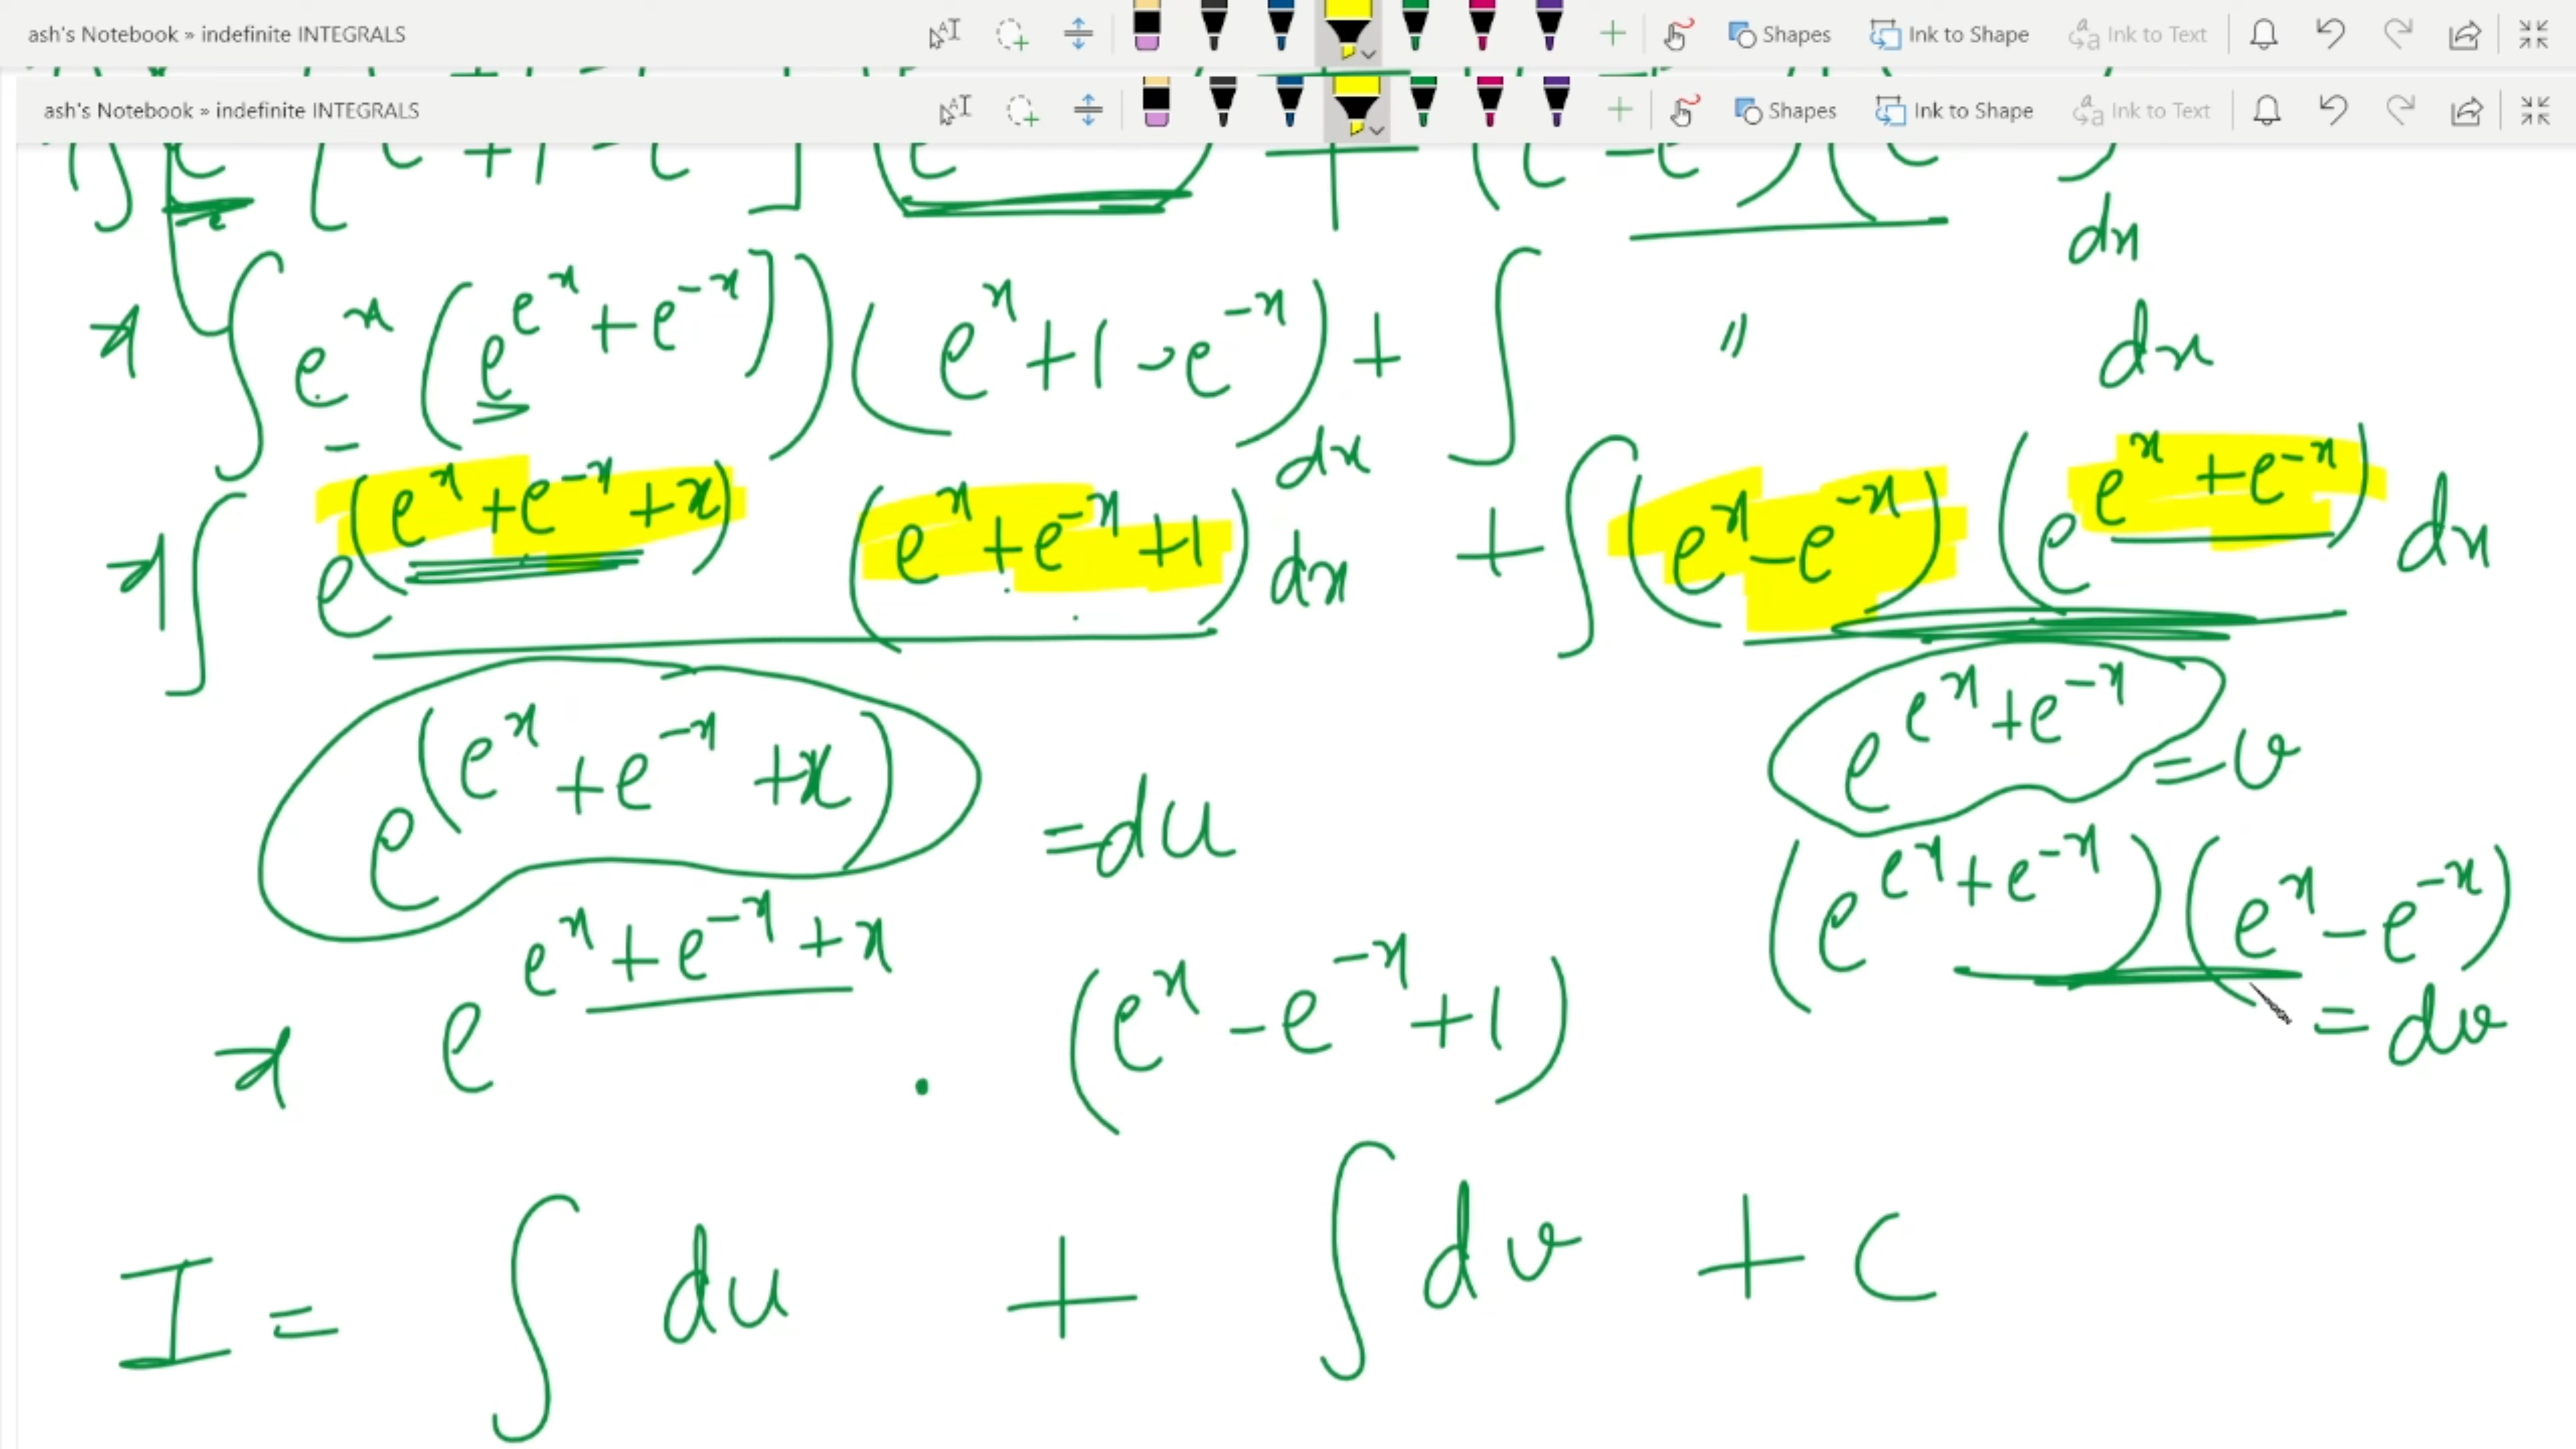 ash's Notebook » indefinite INTEGRALS Shapes Ink to Shape Ink to Text
ash's Notebook » indefinite INTEGRALS Shapes Ink to Shape Ink to Text
dx
∫ e^x (e^{e^x + e^{-x}}]) (e^x + 1 - e^{-x}) dx + ∫ " dx
∫ e^{(e^x + e^{-x} + x)} (e^x + e^{-x} + 1) dx + ∫ (e^x - e^{-x}) (e^{e^x + e^{-x}}) dx
e^{(e^x + e^{-x} + x)} = du
e^{e^x + e^{-x}} = v
(e^{e^x + e^{-x}}) (e^x - e^{-x}) = dv
e^{e^x + e^{-x} + x} . (e^x - e^{-x} + 1)
I = ∫ du + ∫ dv + C